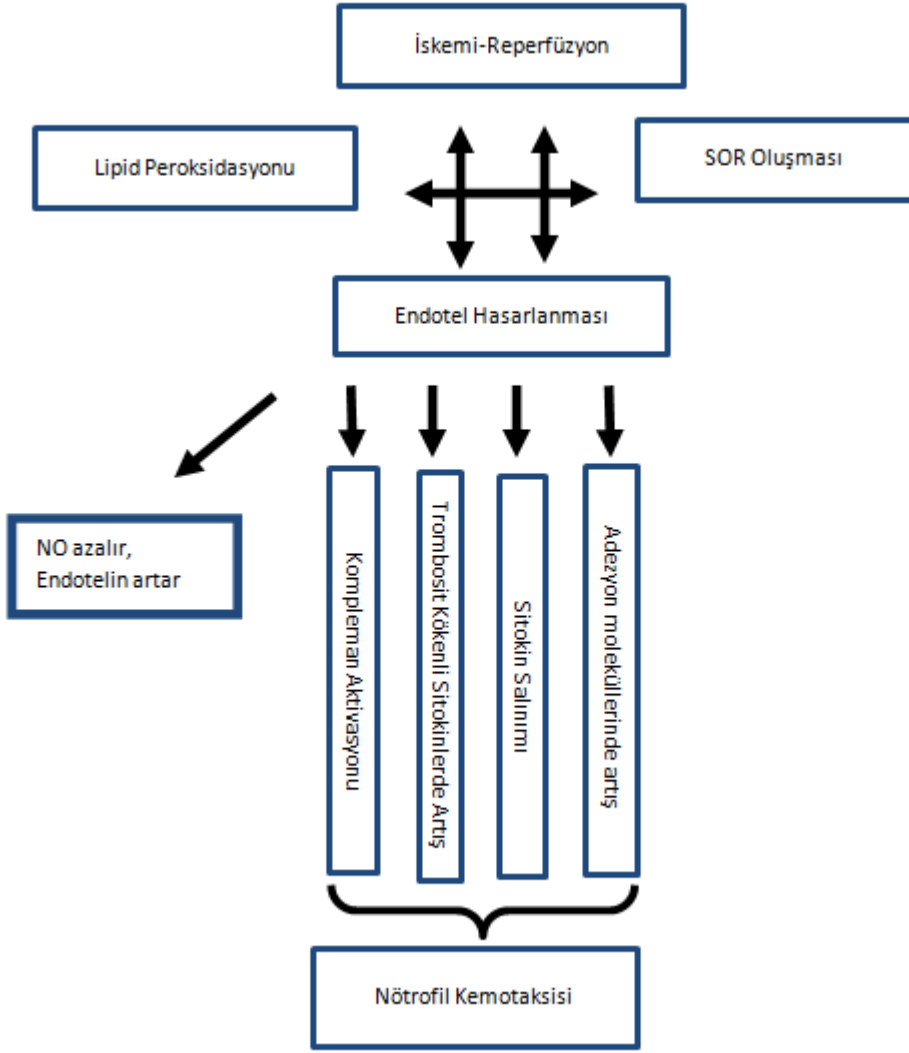 İskemi-Reperfüzyon
Lipid Peroksidasyonu
SOR Oluşması
Endotel Hasarlanması
NO azalır,
Endotelin artar
Kompleman Aktivasyonu
Trombosit Kökenli Sitokinlerde Artış
Sitokin Salınımı
Adezyon moleküllerinde artış
Nötrofil Kemotaksisi